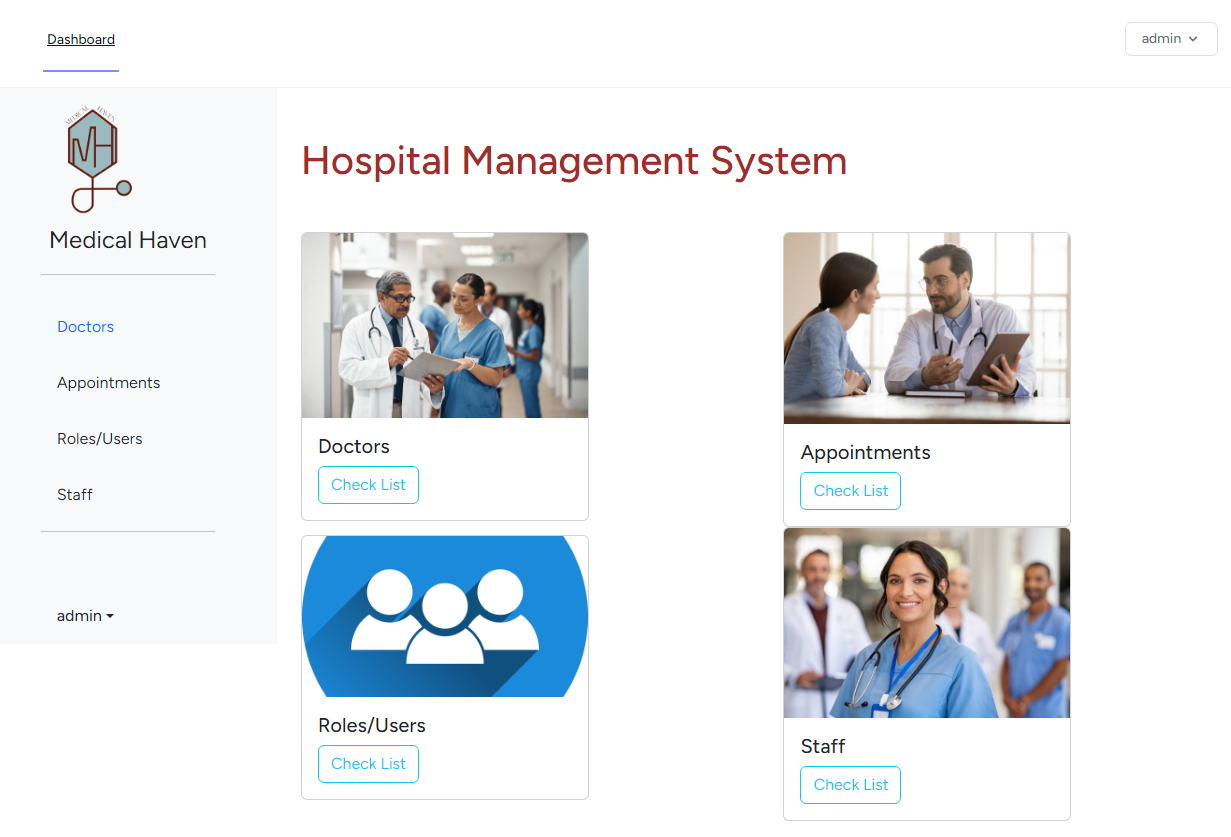 Dashboard
admin
MEDICAL HAVEN
MH
Medical Haven
Doctors
Appointments
Roles/Users
Staff
admin
Hospital Management System
Doctors
Check List
Appointments
Check List
Roles/Users
Check List
Staff
Check List